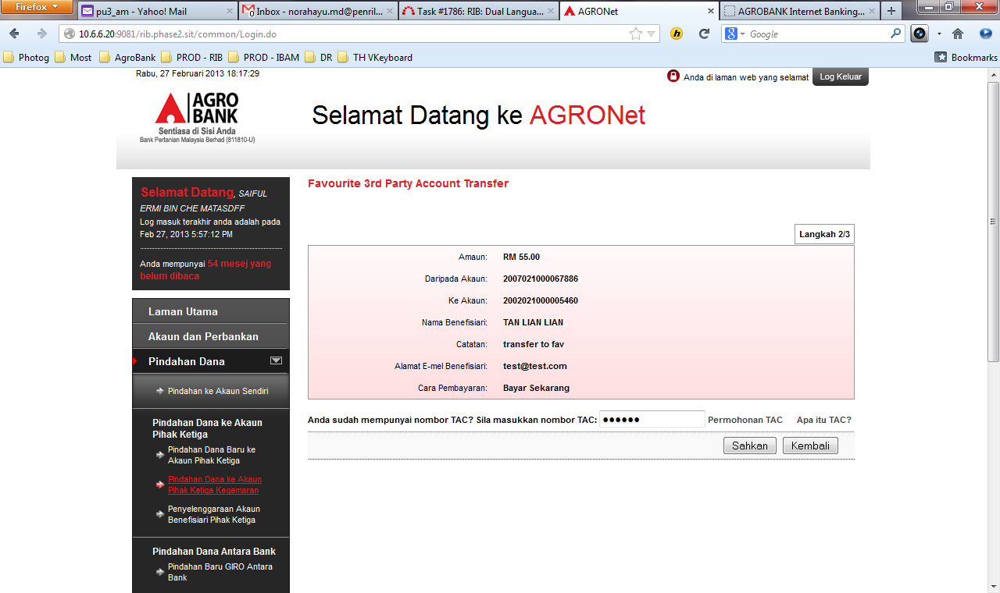 Firefox
pu3_am - Yahoo! Mail
Inbox - norahayu.md@penril...
Task #1786: RIB: Dual Langua...
AGRONet
AGROBANK Internet Banking...
10.6.6.20:9081/rib.phase2.sit/common/Login.do
Google
Photog
Most
AgroBank
PROD - RIB
PROD - IBAM
DR
TH VKeyboard
Bookmarks
Rabu, 27 Februari 2013 18:17:29
Anda di laman web yang selamat
Log Keluar
AGRO
BANK
Sentiasa di Sisi Anda
Bank Pertanian Malaysia Berhad (811810-U)
Selamat Datang ke AGRONet
Selamat Datang, SAIFUL
ERMI BIN CHE MATASDFF
Log masuk terakhir anda adalah pada
Feb 27, 2013 5:57:12 PM
Anda mempunyai 54 mesej yang
belum dibaca
Laman Utama
Akaun dan Perbankan
Pindahan Dana
Pindahan ke Akaun Sendiri
Pindahan Dana ke Akaun
Pihak Ketiga
Pindahan Dana Baru ke
Akaun Pihak Ketiga
Pindahan Dana ke Akaun
Pihak Ketiga Kegemaran
Penyelenggaraan Akaun
Benefisiari Pihak Ketiga
Pindahan Dana Antara Bank
Pindahan Baru GIRO Antara
Bank
Favourite 3rd Party Account Transfer
Langkah 2/3
Amaun: RM 55.00
Daripada Akaun: 2007021000067886
Ke Akaun: 2002021000005460
Nama Benefisiari: TAN LIAN LIAN
Catatan: transfer to fav
Alamat E-mel Benefisiari: test@test.com
Cara Pembayaran: Bayar Sekarang
Anda sudah mempunyai nombor TAC? Sila masukkan nombor TAC: ●●●●●● Permohonan TAC Apa itu TAC?
Sahkan
Kembali